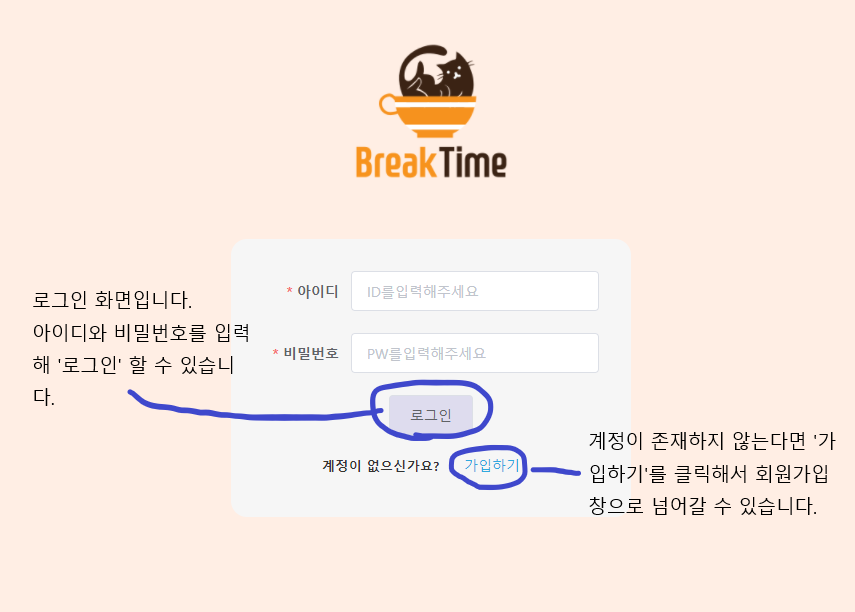 BreakTime
* 아이디 ID를입력해주세요
* 비밀번호 PW를입력해주세요
로그인
계정이 없으신가요? 가입하기
로그인 화면입니다.
아이디와 비밀번호를 입력
해 '로그인' 할 수 있습니
다.
계정이 존재하지 않는다면 '가
입하기'를 클릭해서 회원가입
창으로 넘어갈 수 있습니다.